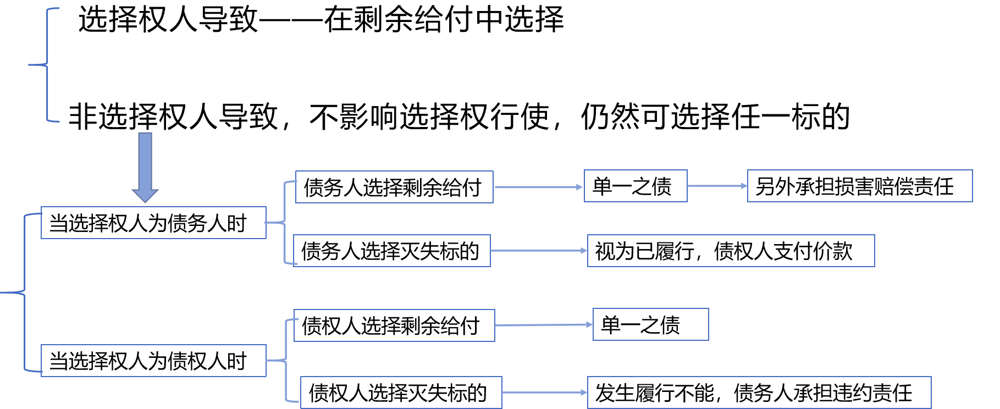 选择权人导致——在剩余给付中选择
非选择权人导致，不影响选择权行使，仍然可选择任一标的
债务人选择剩余给付
单一之债
另外承担损害赔偿责任
当选择权人为债务人时
债务人选择灭失标的
视为已履行，债权人支付价款
债权人选择剩余给付
单一之债
当选择权人为债权人时
债权人选择灭失标的
发生履行不能，债务人承担违约责任